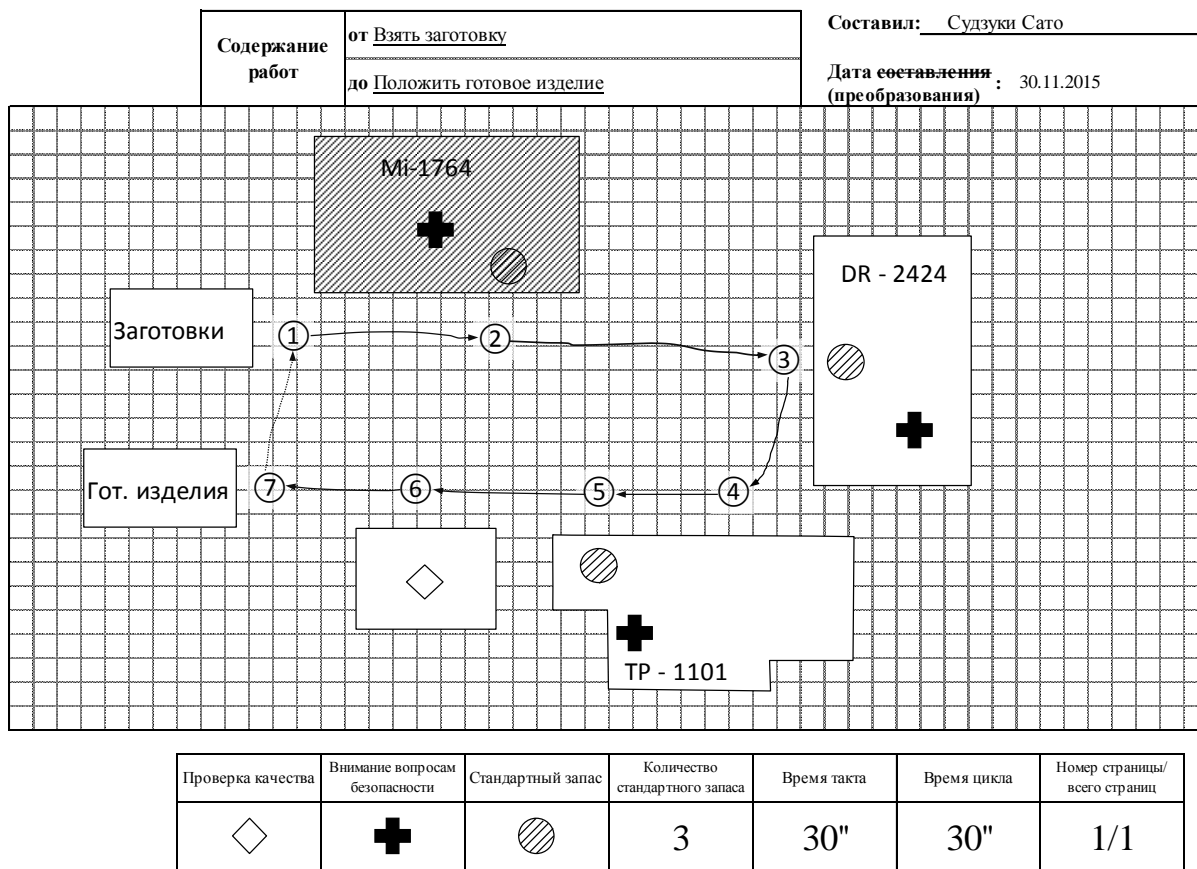 Содержание
работ
от Взять заготовку
до Положить готовое изделие
Составил: Судзуки Сато
Дата составления
(преобразования) : 30.11.2015
Mi-1764
DR - 2424
Заготовки
1
2
3
Гот. изделия
7
6
5
4
TP - 1101
Проверка качества
Внимание вопросам
безопасности
Стандартный запас
Количество
стандартного запаса
Время такта
Время цикла
Номер страницы/
всего страниц
3
30"
30"
1/1